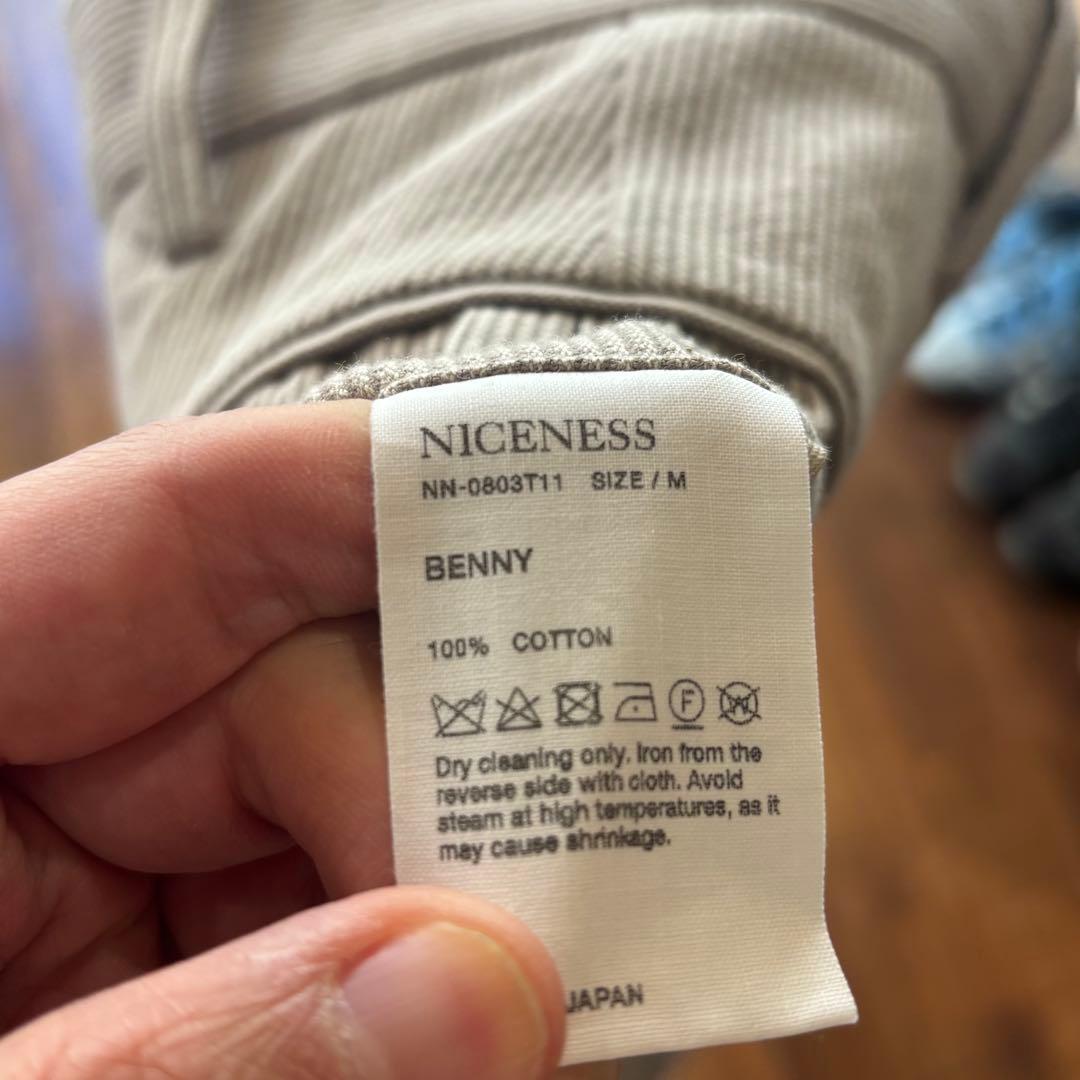 NICENESS
NN-0803T11 SIZE / M
BENNY
100% COTTON
F W
Dry cleaning only. Iron from the
reverse side with cloth. Avoid
steam at high temperatures, as it
may cause shrinkage.
JAPAN